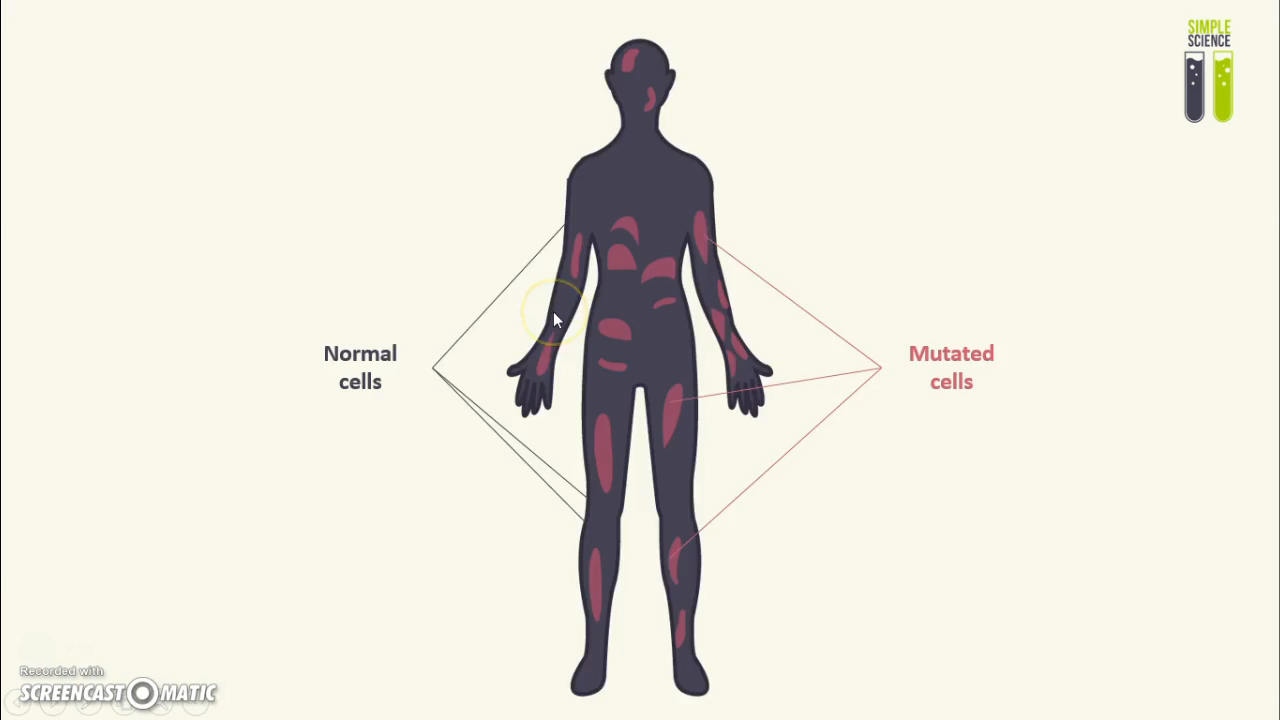 SIMPLE
SCIENCE
Normal
cells
Mutated
cells
Recorded with
SCREENCAST MATIC